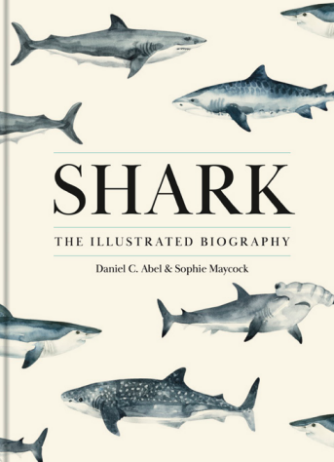 SHARK
THE ILLUSTRATED BIOGRAPHY
Daniel C. Abel & Sophie Maycock